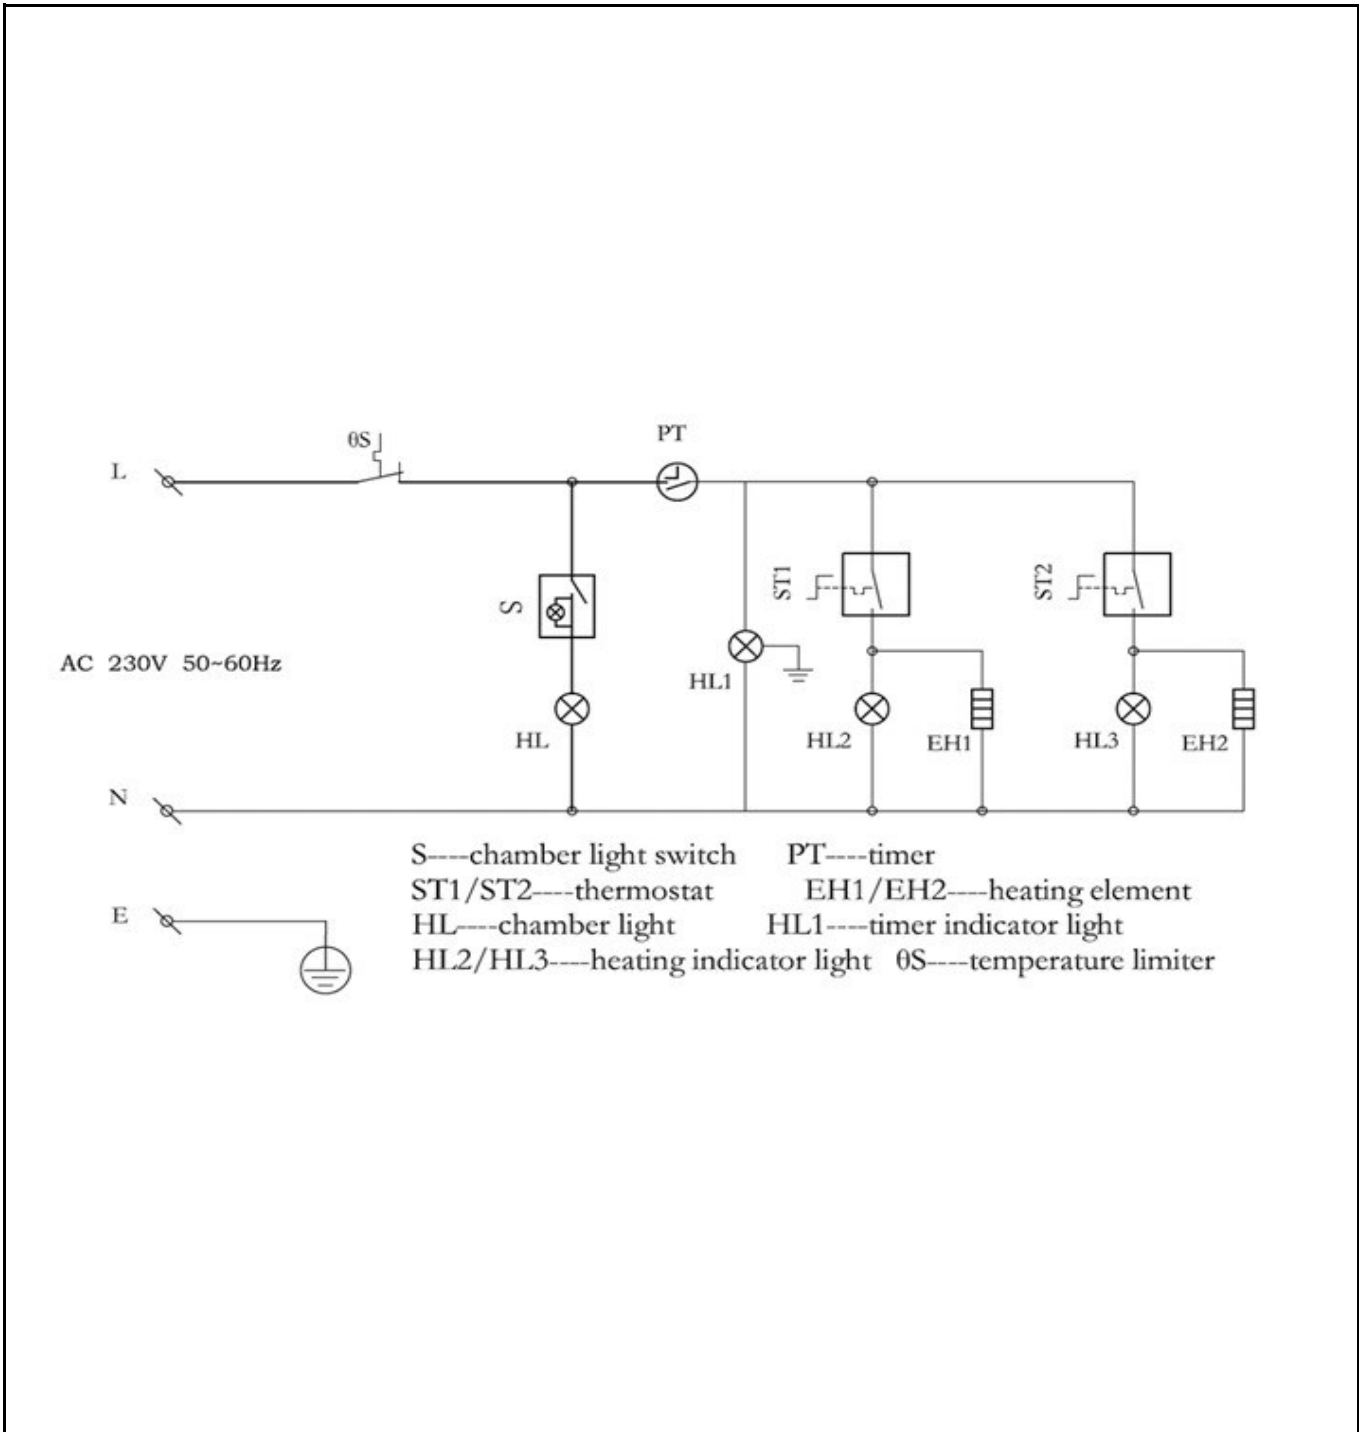 θS
PT
L
S
ST1
ST2
AC 230V 50~60Hz
HL1
HL
HL2
EH1
HL3
EH2
N
S----chamber light switch PT----timer
ST1/ST2----thermostat EH1/EH2----heating element
E
HL----chamber light HL1----timer indicator light
HL2/HL3----heating indicator light θS----temperature limiter